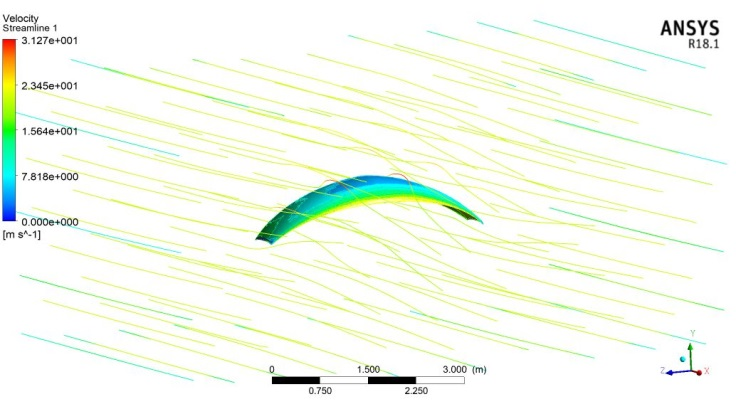 Velocity
Streamline 1
3.127e+001
2.345e+001
1.564e+001
7.818e+000
0.000e+000
[m s^-1]
ANSYS
R18.1
0 1.500 3.000 (m)
0.750 2.250
Y
Z X